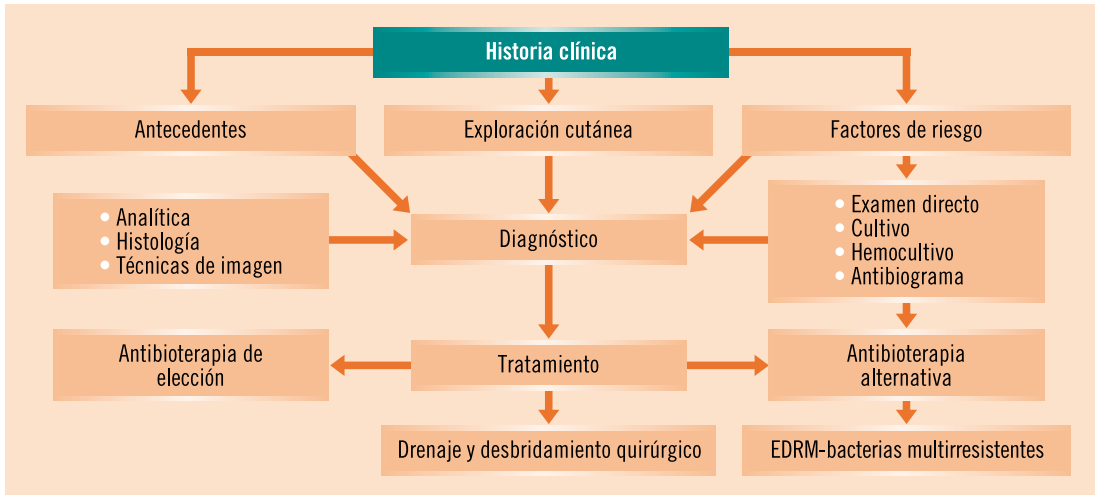 Historia clínica
Antecedentes
Exploración cutánea
Factores de riesgo
• Analítica
• Histología
• Técnicas de imagen
Diagnóstico
• Examen directo
• Cultivo
• Hemocultivo
• Antibiograma
Antibioterapia de
elección
Tratamiento
Antibioterapia
alternativa
Drenaje y desbridamiento quirúrgico
EDRM-bacterias multirresistentes